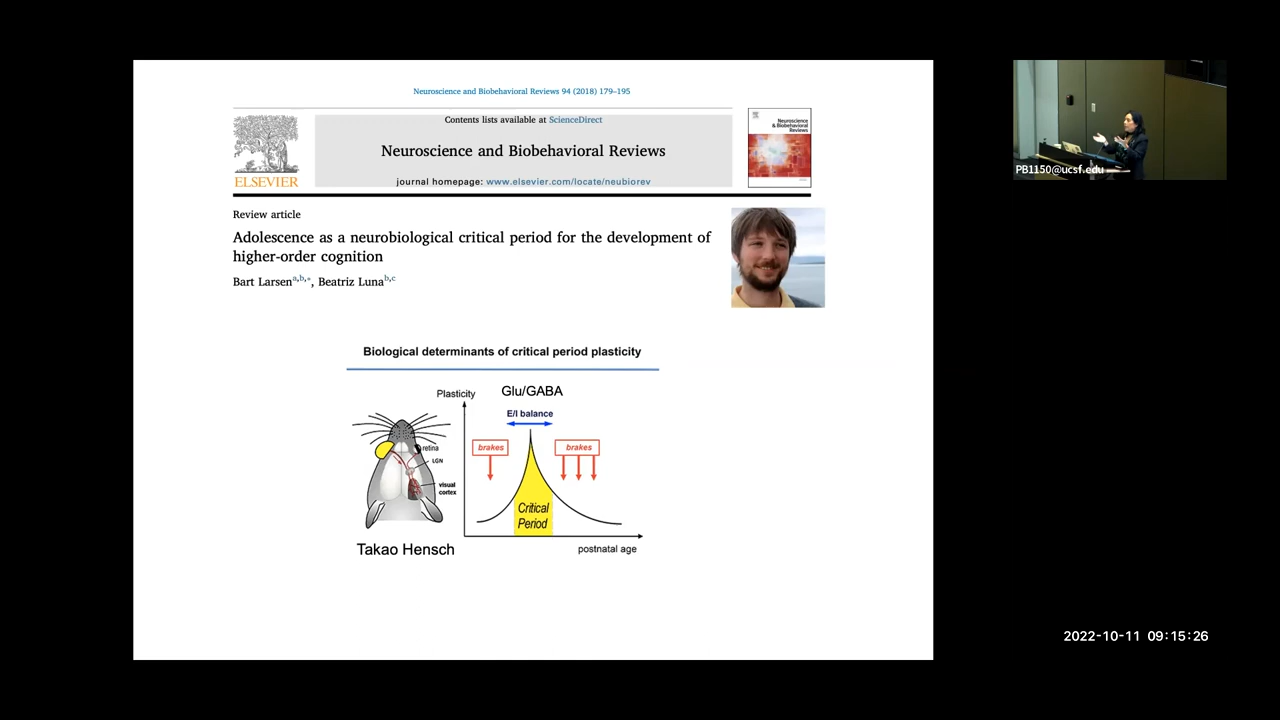 Neuroscience and Biobehavioral Reviews 94 (2018) 179–195
Contents lists available at ScienceDirect
Neuroscience and Biobehavioral Reviews
journal homepage: www.elsevier.com/locate/neubiorev
ELSEVIER
Neuroscience
& Biobehavioral
Reviews
Review article
Adolescence as a neurobiological critical period for the development of
higher-order cognition
Bart Larsen a,b,*, Beatriz Luna b,c
Biological determinants of critical period plasticity
Plasticity
Glu/GABA
E/I balance
brakes
brakes
retina
LGN
visual
cortex
Critical
Period
Takao Hensch
postnatal age
PB1150@ucsf.edu
2022-10-11 09:15:26